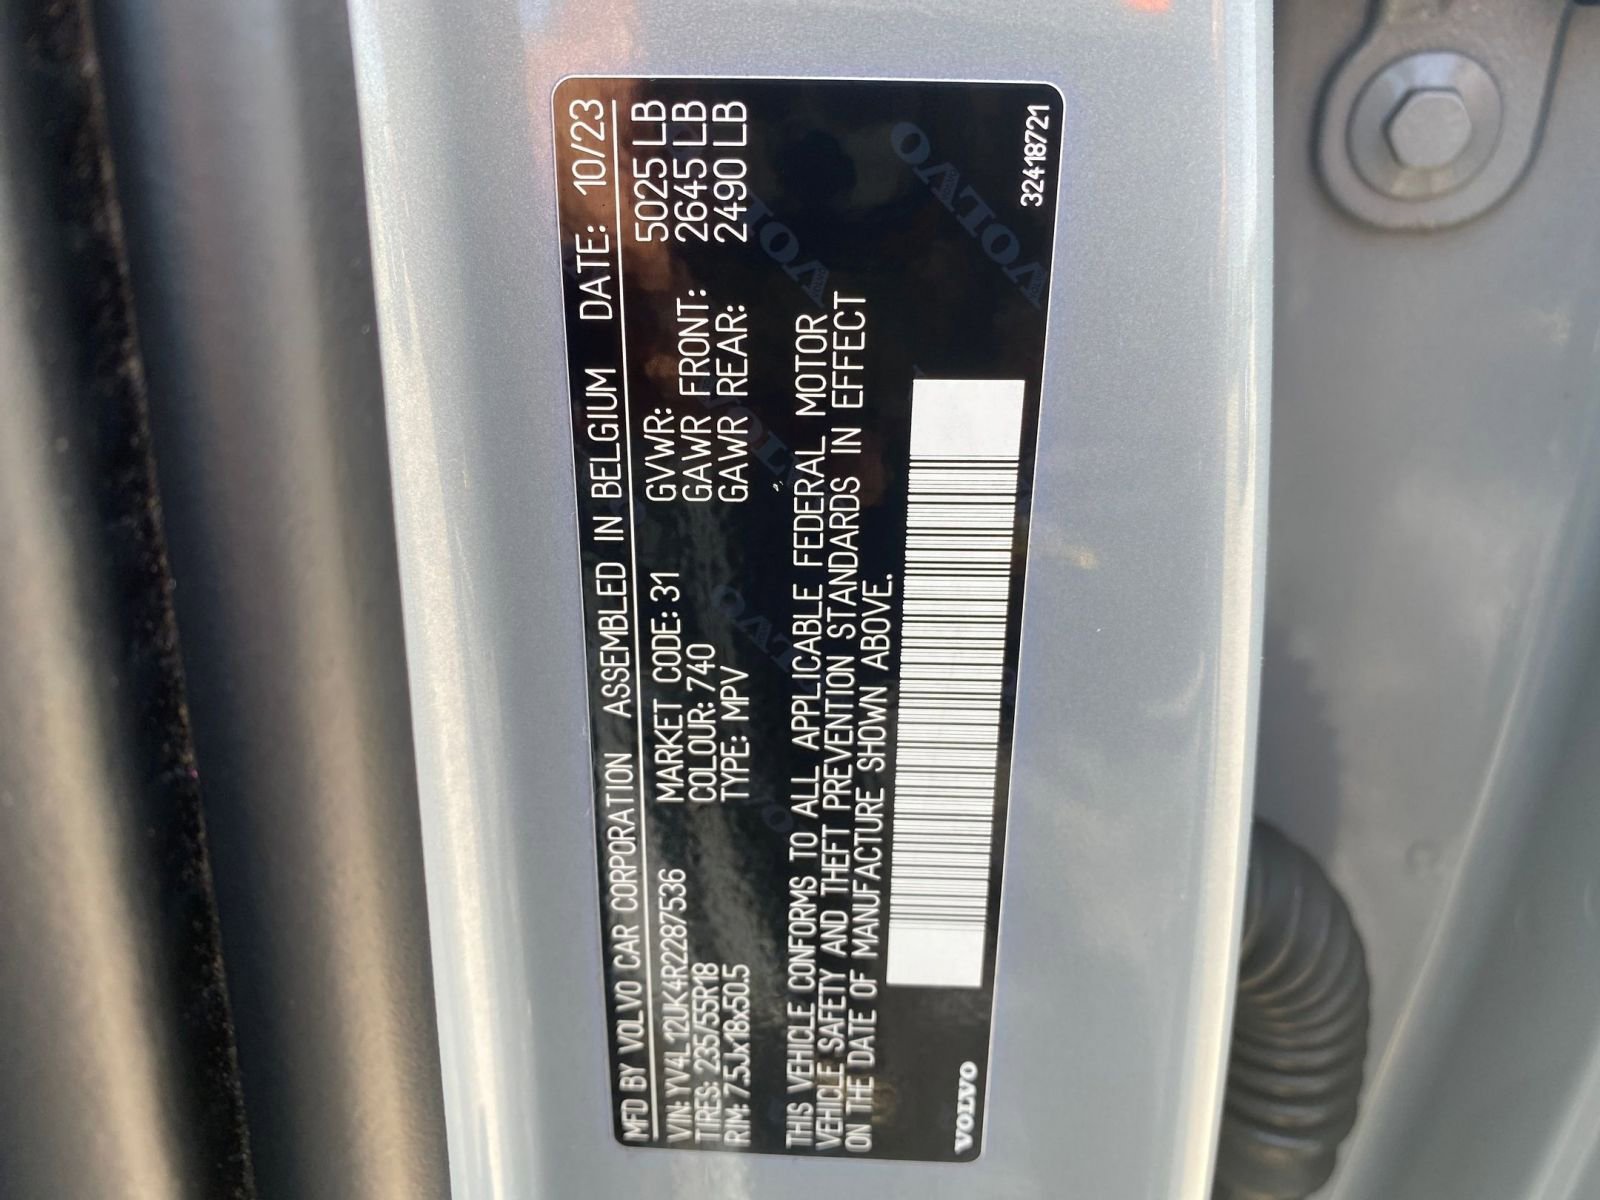 MFD BY VOLVO CAR CORPORATION ASSEMBLED IN BELGIUM DATE: 10/23
VIN: YV4L12UK4R2287536 MARKET CODE: 31 GVWR: 5025 LB
TIRES: 235/55R18 COLOUR: 740 GAWR FRONT: 2645 LB
RIM: 7.5Jx18x50.5 TYPE: MPV GAWR REAR: 2490 LB
THIS VEHICLE CONFORMS TO ALL APPLICABLE FEDERAL MOTOR
VEHICLE SAFETY AND THEFT PREVENTION STANDARDS IN EFFECT
ON THE DATE OF MANUFACTURE SHOWN ABOVE.
VOLVO
32418721